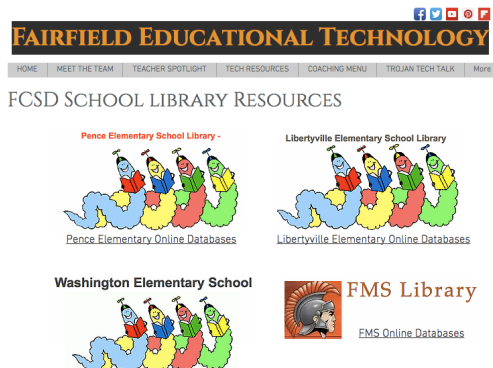 FAIRFIELD EDUCATIONAL TECHNOLOGY
HOME MEET THE TEAM TEACHER SPOTLIGHT TECH RESOURCES COACHING MENU TROJAN TECH TALK More
FCSD SCHOOL LIBRARY RESOURCES
Pence Elementary School Library -
Libertyville Elementary School Library
Pence Elementary Online Databases
Libertyville Elementary Online Databases
Washington Elementary School
FMS Library
FMS Online Databases